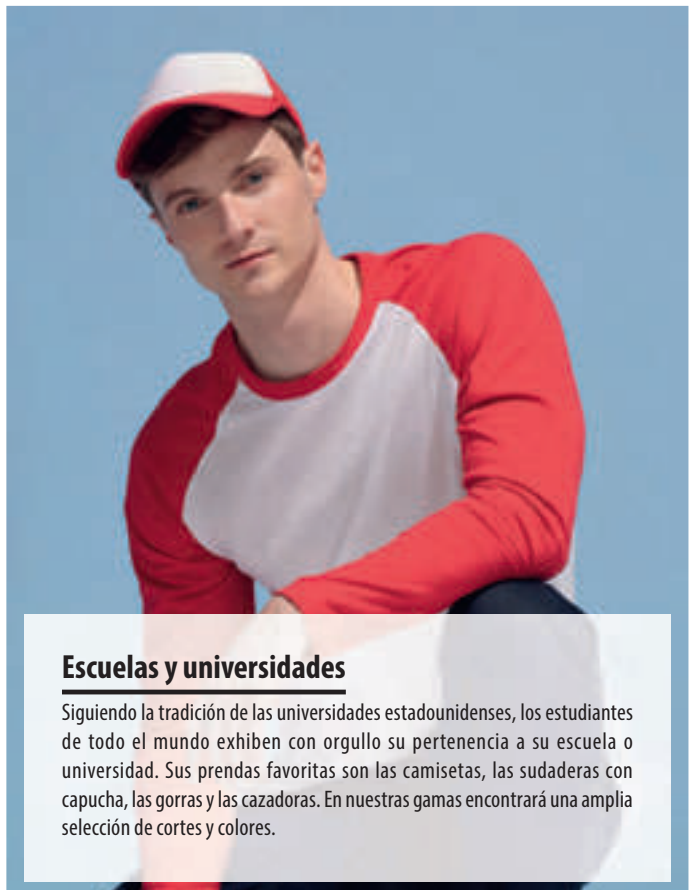 Escuelas y universidades
Siguiendo la tradición de las universidades estadounidenses, los estudiantes
de todo el mundo exhiben con orgullo su pertenencia a su escuela o
universidad. Sus prendas favoritas son las camisetas, las sudaderas con
capucha, las gorras y las cazadoras. En nuestras gamas encontrará una amplia
selección de cortes y colores.